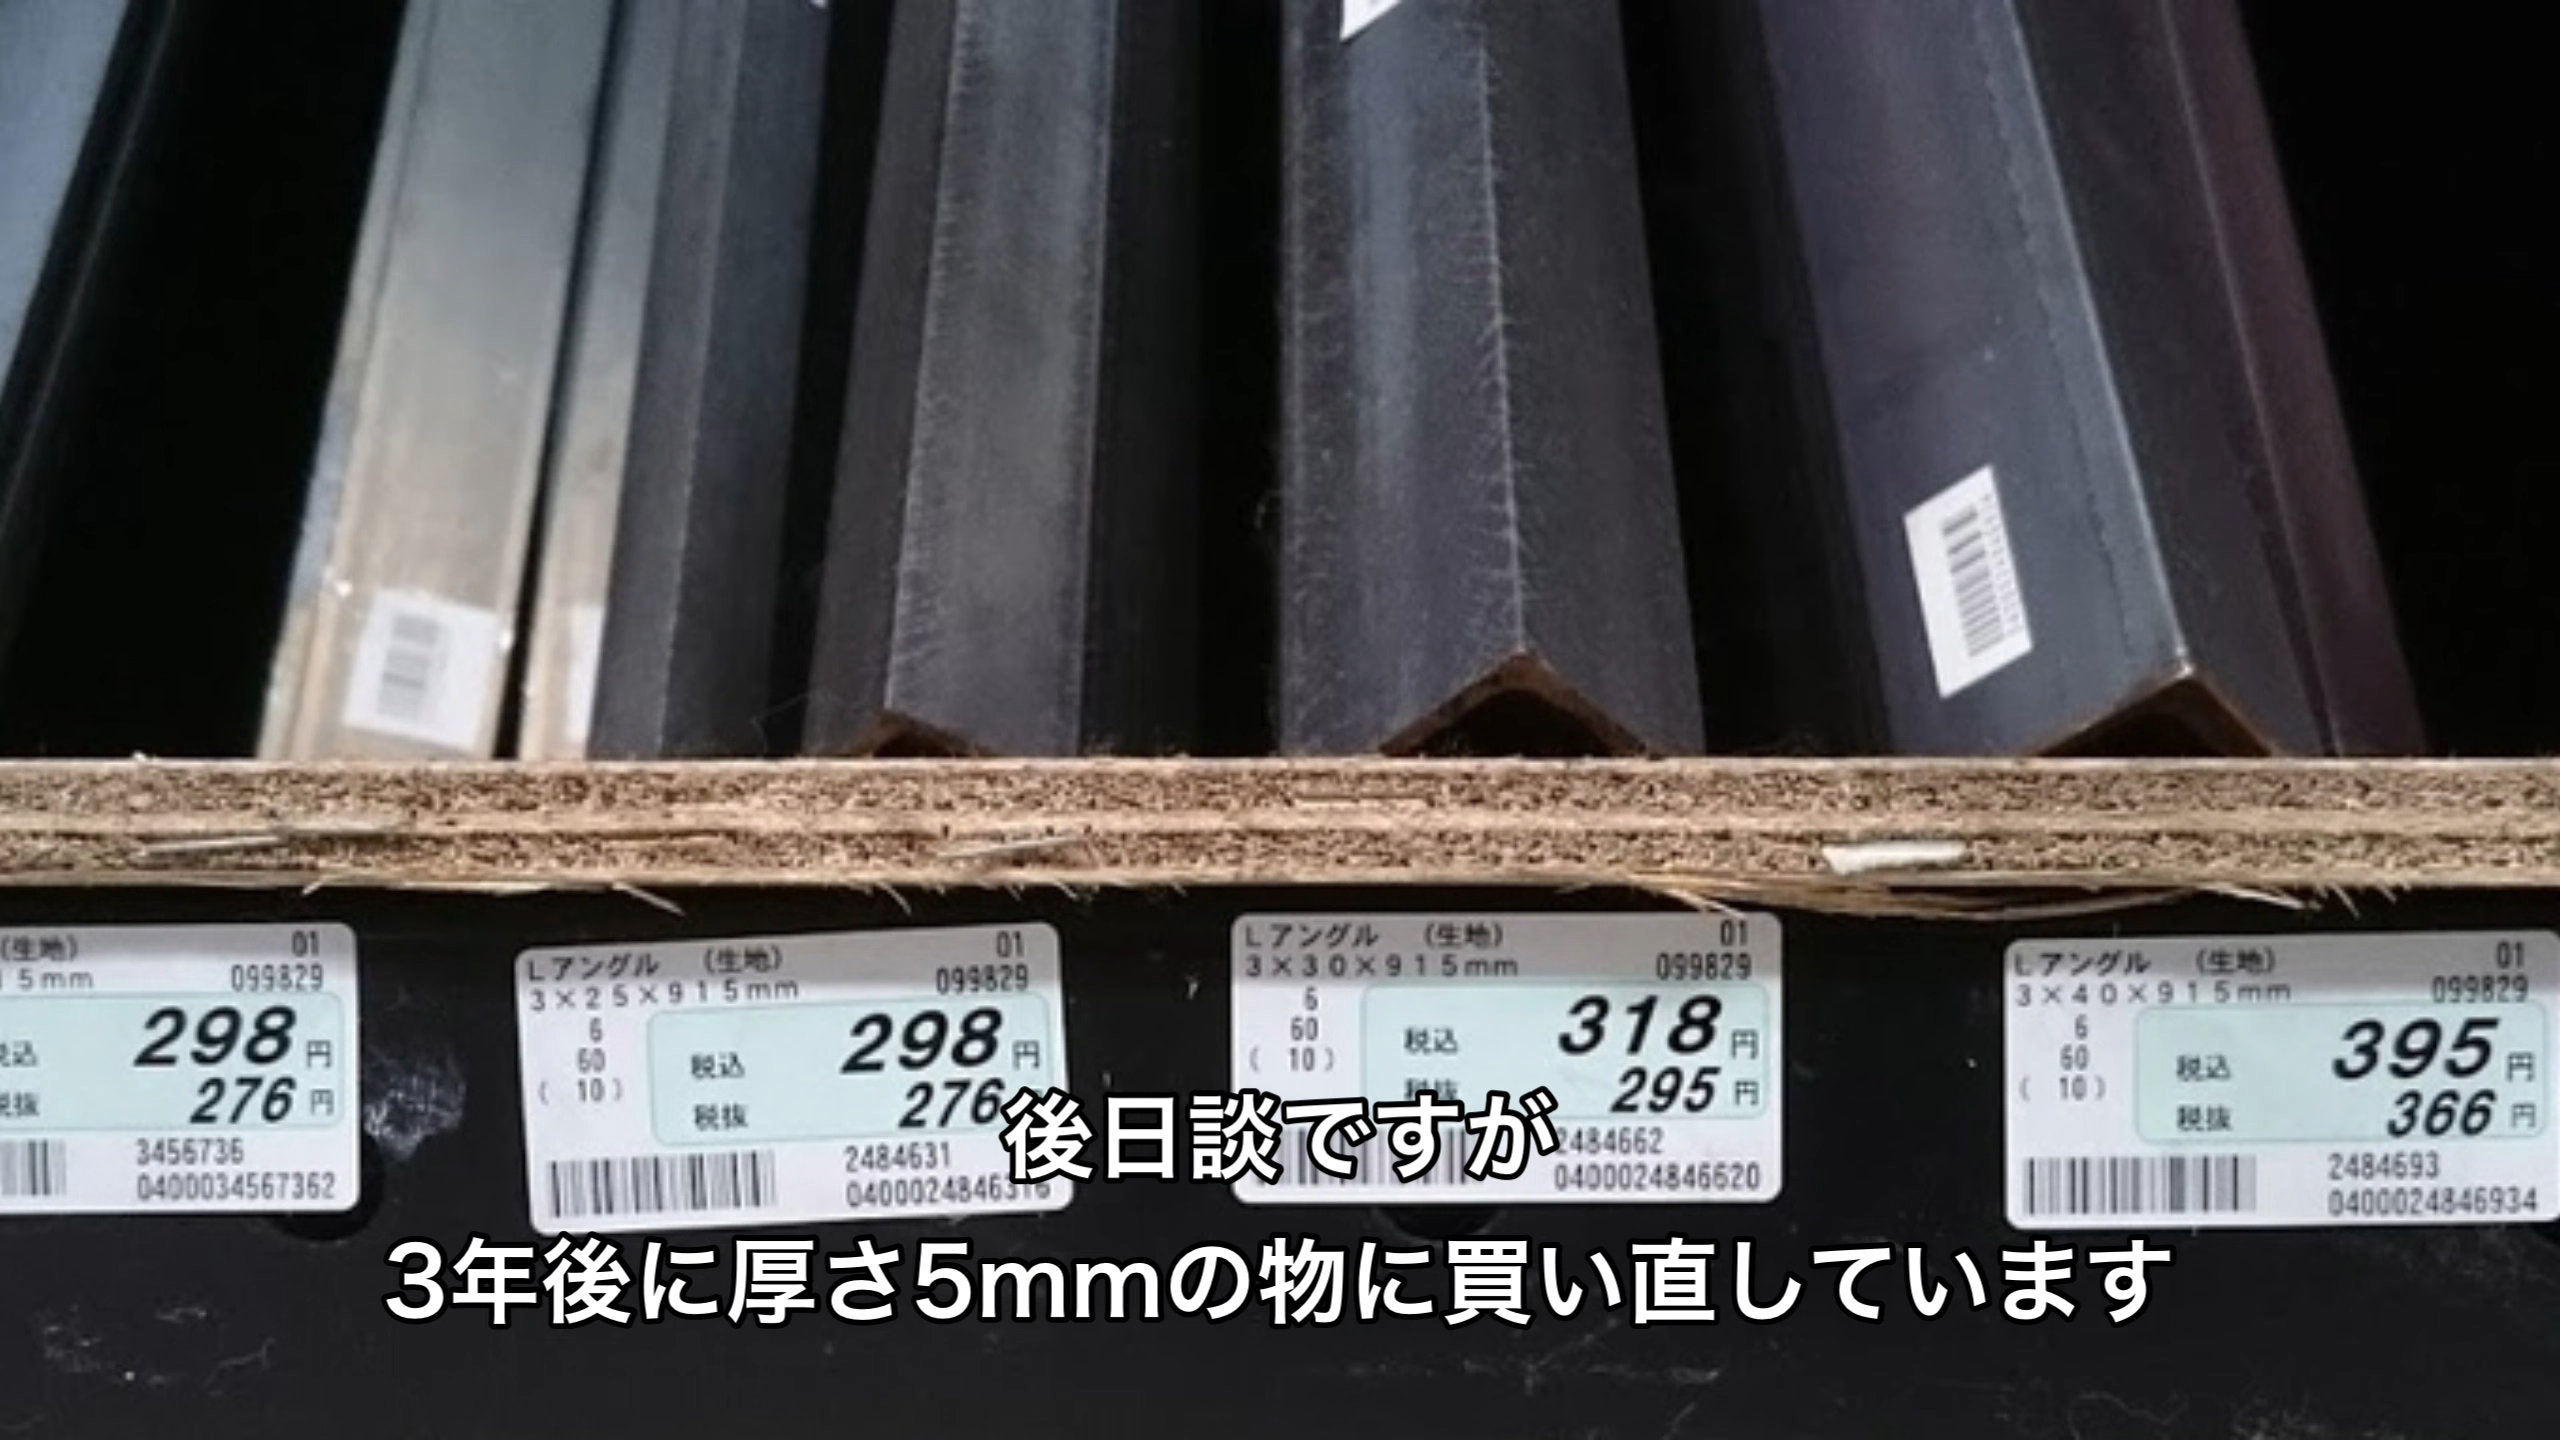 (生地) 01
15mm 099829
税込 298円
税抜 276円
3456736
0400034567362
Lアングル (生地) 01
3×25×915mm 099829
6
60
( 10)
税込 298円
税抜 276
2484631
Lアングル (生地) 01
3×30×915mm 099829
6
60
( 10)
税込 318円
税抜 295円
2484662
0400024846620
Lアングル (生地) 01
3×40×915mm 099829
6
60
( 10)
税込 395円
税抜 366円
2484693
0400024846934
後日談ですが
3年後に厚さ5mmの物に買い直しています